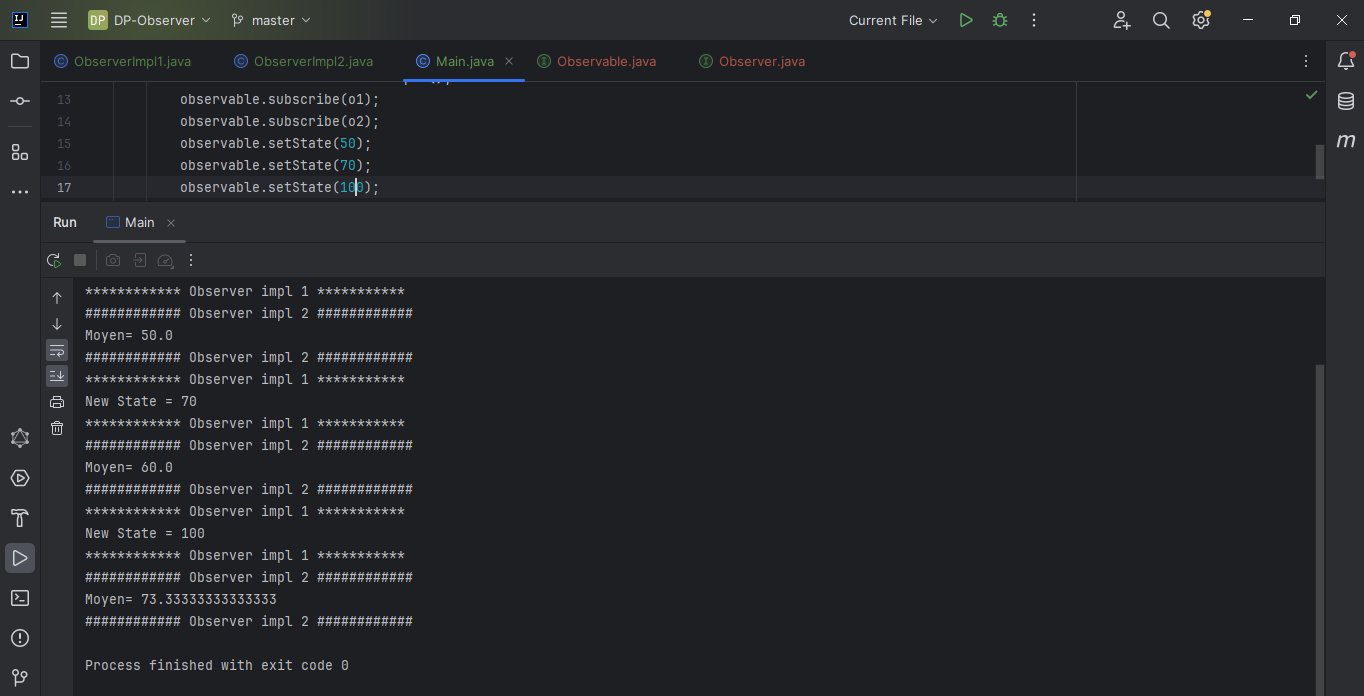 DP DP-Observer master Current File
ObserverImpl1.java ObserverImpl2.java Main.java Observable.java Observer.java
13 observable.subscribe(o1);
14 observable.subscribe(o2);
15 observable.setState(50);
16 observable.setState(70);
17 observable.setState(100);
Run Main
************ Observer impl 1 ***********
############ Observer impl 2 ############
Moyen= 50.0
############ Observer impl 2 ############
************ Observer impl 1 ***********
New State = 70
************ Observer impl 1 ***********
############ Observer impl 2 ############
Moyen= 60.0
############ Observer impl 2 ############
************ Observer impl 1 ***********
New State = 100
************ Observer impl 1 ***********
############ Observer impl 2 ############
Moyen= 73.33333333333333
############ Observer impl 2 ############
Process finished with exit code 0